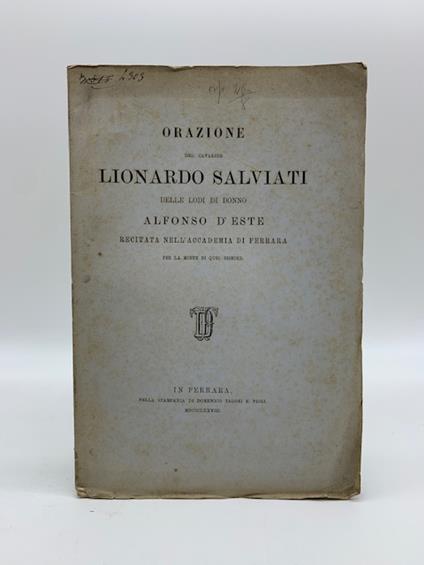 ORAZIONE
DEL CAVALIER
LIONARDO SALVIATI
DELLE LODI DI DONNO
ALFONSO D'ESTE
RECITATA NELL'ACCADEMIA DI FERRARA
PER LA MORTE DI QUEL SIGNORE.
IN FERRARA,
NELLA STAMPERIA DI DOMENICO TADDEI E FIGLI.
MDCCCLXXVIII.